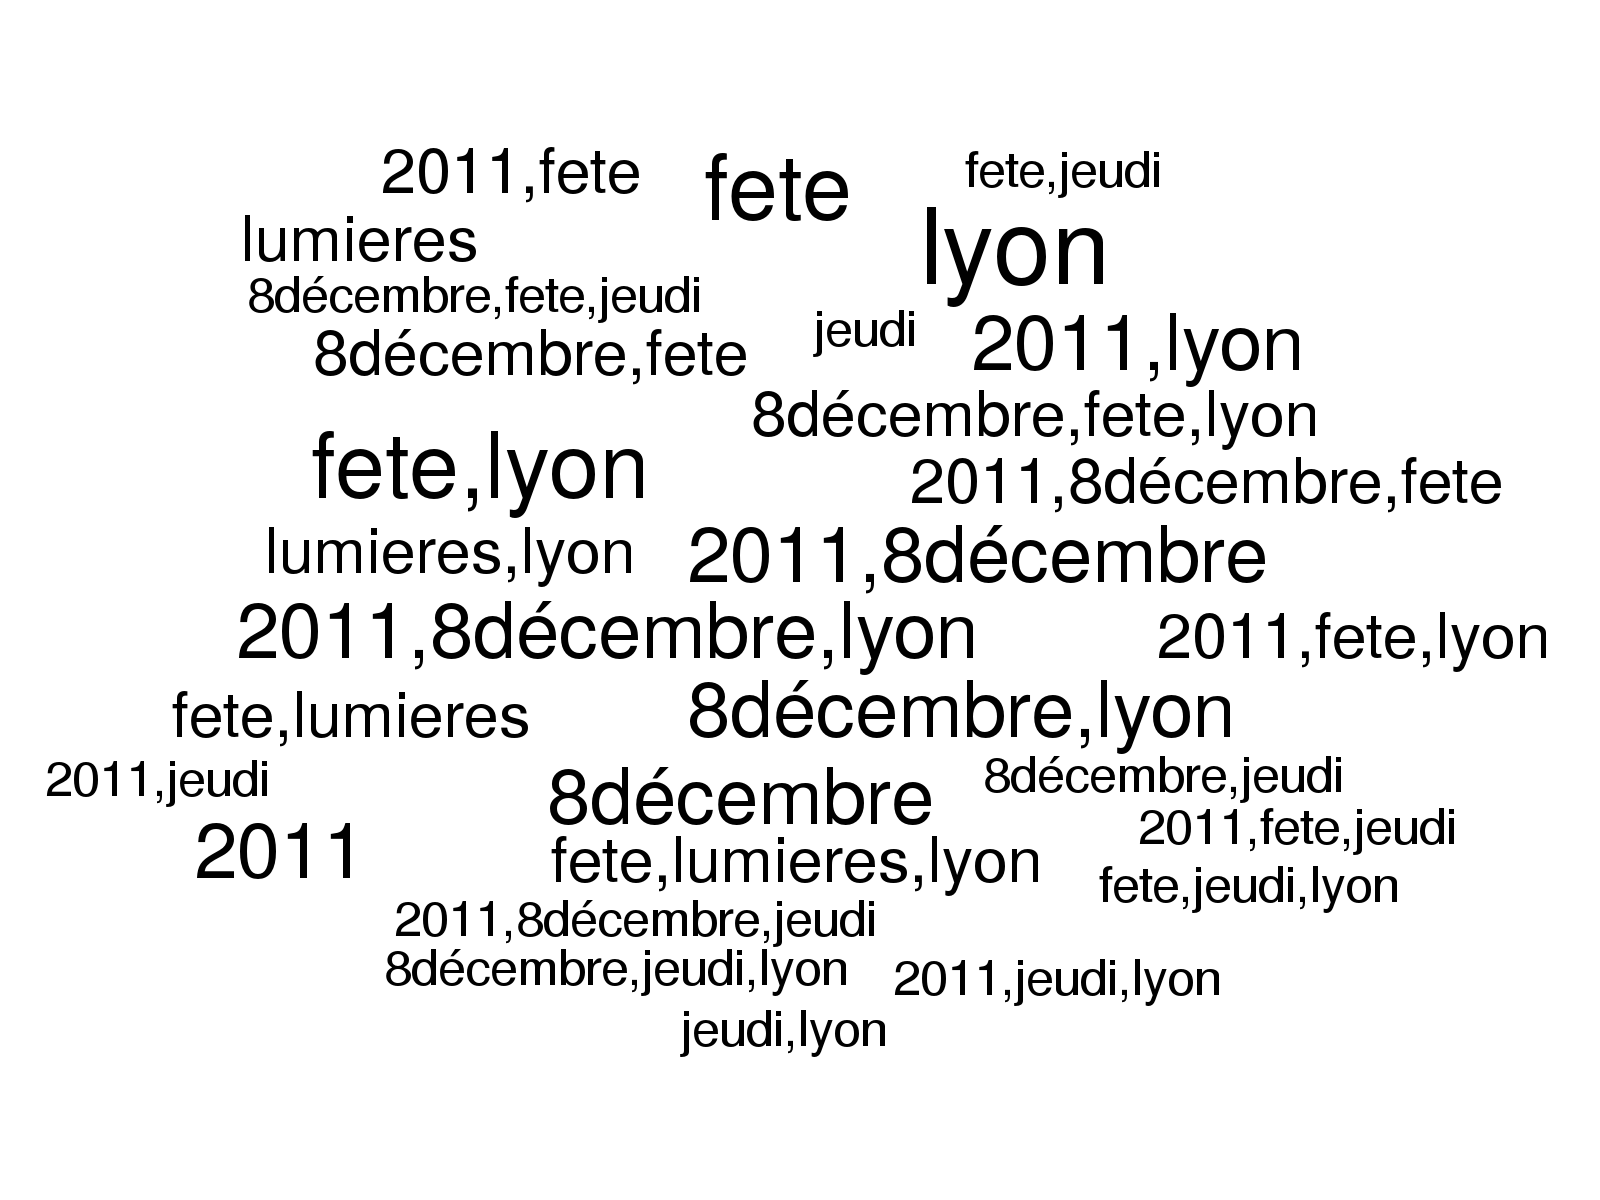 2011,fete
fete
fete,jeudi
lumieres
lyon
8décembre,fete,jeudi
jeudi
2011,lyon
8décembre,fete
8décembre,fete,lyon
fete,lyon
2011,8décembre,fete
lumieres,lyon
2011,8décembre
2011,8décembre,lyon
2011,fete,lyon
fete,lumieres
8décembre,lyon
2011,jeudi
8décembre
8décembre,jeudi
2011,fete,jeudi
2011
fete,lumieres,lyon
fete,jeudi,lyon
2011,8décembre,jeudi
8décembre,jeudi,lyon
2011,jeudi,lyon
jeudi,lyon